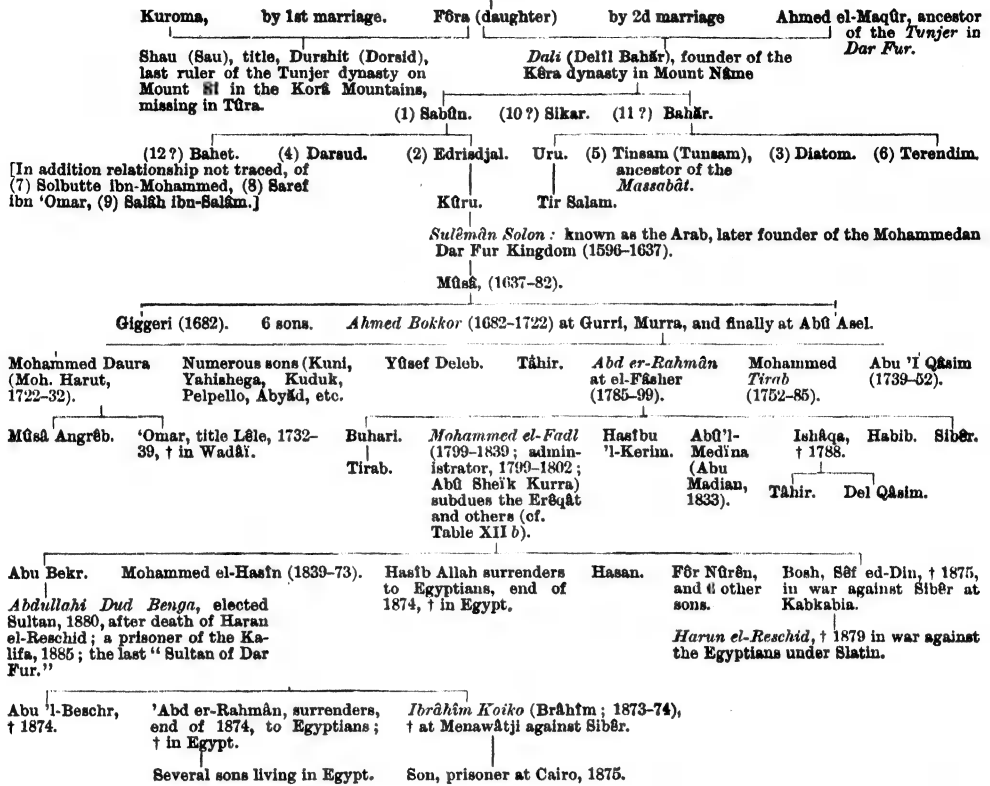 Kuroma, by 1st marriage. Fôra (daughter) by 2d marriage Ahmed el-Maqûr, ancestor
of the Tunjer in
Dar Fur.
Shau (Sau), title, Durshit (Dorsid),
last ruler of the Tunjer dynasty on
Mount in the Korâ Mountains,
missing in Tûra.
Dali (Delîl Bahăr), founder of the
Kêra dynasty in Mount Nâme
(1) Sabûn. (10 ?) Sikar. (11 ?) Bahăr.
(12 ?) Bahet. (4) Darsud. (2) Edrisdjal. Uru. (5) Tinsam (Tunsam), (3) Diatom. (6) Terendim.
ancestor of the
Massabât.
[In addition relationship not traced, of
(7) Solbutte ibn-Mohammed, (8) Saref
ibn ‘Omar, (9) Salâh ibn-Salâm.]
Kûru. Tir Salam.
Sulêmân Solon : known as the Arab, later founder of the Mohammedan
Dar Fur Kingdom (1596–1637).
Mûsâ, (1637–82).
Giggeri (1682). 6 sons. Ahmed Bokkor (1682–1722) at Gurri, Murra, and finally at Abû Asel.
Mohammed Daura
(Moh. Harut,
1722–32).
Numerous sons (Kuni,
Yahishega, Kuduk,
Pelpello, Abyăd, etc.
Yûsef Deleb. Tâhir.
Abd er-Rahmân
at el-Fâsher
(1785–99).
Mohammed
Tirab
(1752–85).
Abu ’l Qâsim
(1739–52).
Mûsâ Angrêb.
‘Omar, title Lêle, 1732–
39, † in Wadâï.
Buhari.
Tirab.
Mohammed el-Fadl
(1799–1839 ; admin-
istrator, 1799–1802 ;
Abû Sheïk Kurra)
subdues the Erêqât
and others (cf.
Table XII b).
Hasîbu
’l-Kerim.
Abû’l-
Medîna
(Abu
Madian,
1833).
Ishâqa,
† 1788.
Habib. Sibêr.
Tâhir. Del Qâsim.
Abu Bekr. Mohammed el-Hasîn (1839–73).
Hasîb Allah surrenders
to Egyptians, end of
1874, † in Egypt.
Hasan.
Fôr Nûrên,
and other
sons.
Bosh, Sêf ed-Din, † 1875,
in war against Sibêr at
Kabkabia.
Abdullahi Dud Benga, elected
Sultan, 1880, after death of Haran
el-Reschid ; a prisoner of the Ka-
lifa, 1885 ; the last “ Sultan of Dar
Fur.”
Harun el-Reschid, † 1879 in war against
the Egyptians under Slatin.
Abu ’l-Beschr,
† 1874.
’Abd er-Rahmân, surrenders,
end of 1874, to Egyptians ;
† in Egypt.
Ibrâhîm Koiko (Brâhîm ; 1873–74),
† at Menawâtji against Sibêr.
Several sons living in Egypt. Son, prisoner at Cairo, 1875.